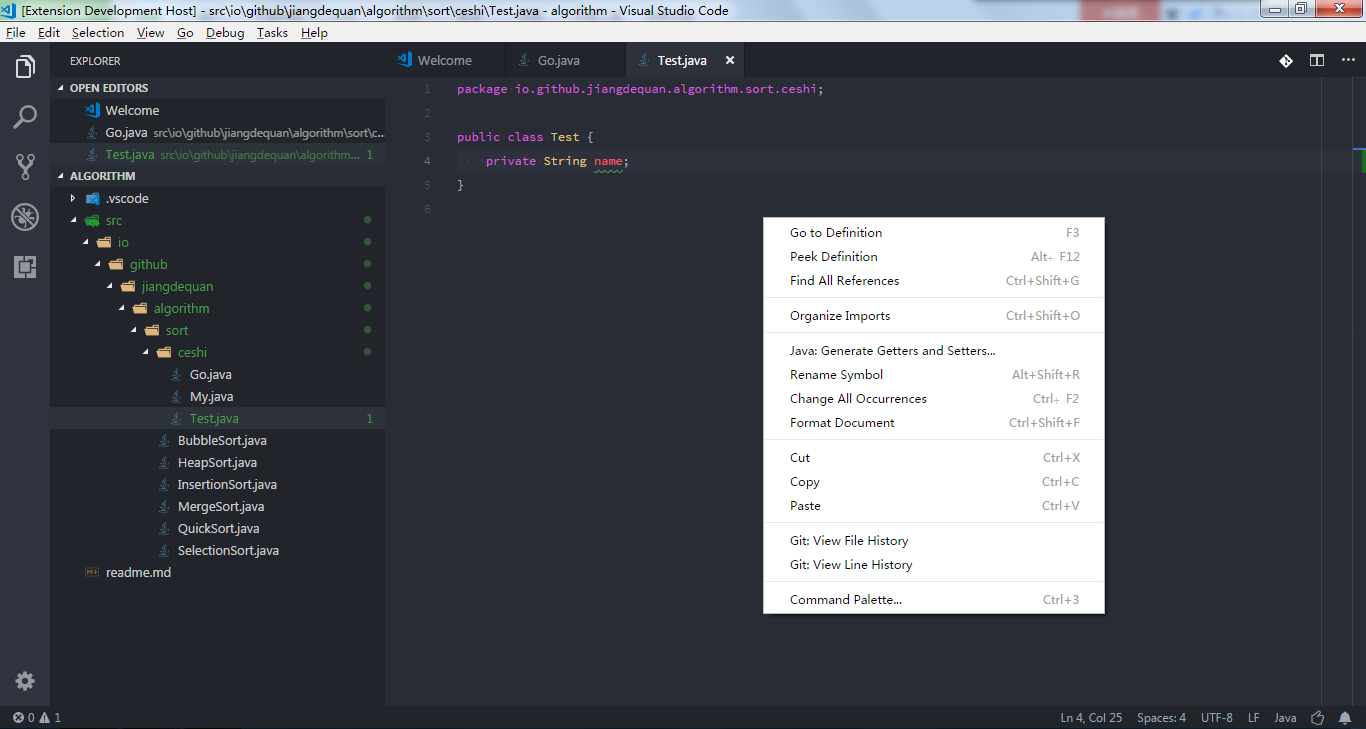 [Extension Development Host] - src\io\github\jiangdequan\algorithm\sort\ceshi\Test.java - algorithm - Visual Studio Code
File Edit Selection View Go Debug Tasks Help
EXPLORER
OPEN EDITORS
Welcome
Go.java src\io\github\jiangdequan\algorithm\sort\c...
Test.java src\io\github\jiangdequan\algorithm... 1
ALGORITHM
.vscode
src
io
github
jiangdequan
algorithm
sort
ceshi
Go.java
My.java
Test.java 1
BubbleSort.java
HeapSort.java
InsertionSort.java
MergeSort.java
QuickSort.java
SelectionSort.java
readme.md
Welcome Go.java Test.java
1 package io.github.jiangdequan.algorithm.sort.ceshi;
2
3 public class Test {
4 private String name;
5 }
6
Go to Definition F3
Peek Definition Alt+ F12
Find All References Ctrl+Shift+G
Organize Imports Ctrl+Shift+O
Java: Generate Getters and Setters...
Rename Symbol Alt+Shift+R
Change All Occurrences Ctrl+ F2
Format Document Ctrl+Shift+F
Cut Ctrl+X
Copy Ctrl+C
Paste Ctrl+V
Git: View File History
Git: View Line History
Command Palette... Ctrl+3
0 1 Ln 4, Col 25 Spaces: 4 UTF-8 LF Java